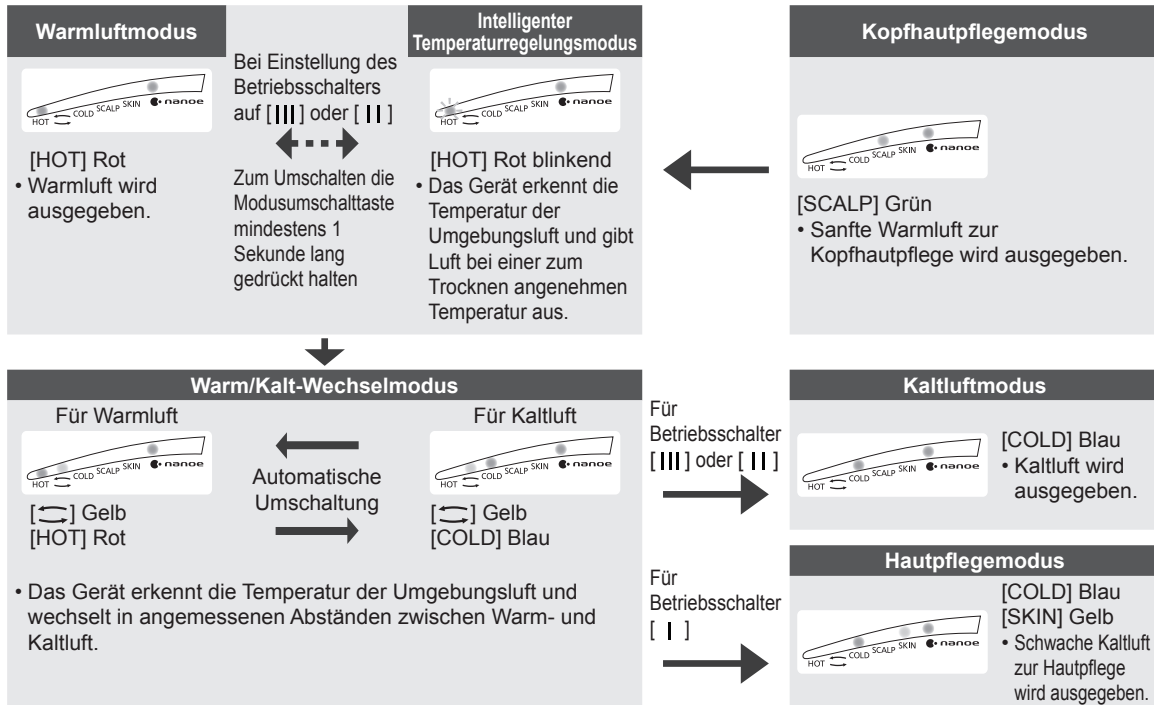 Warmluftmodus
HOT COLD SCALP SKIN nanoe
[HOT] Rot
• Warmluft wird
ausgegeben.
Bei Einstellung des
Betriebsschalters
auf [ ||| ] oder [ || ]
Zum Umschalten die
Modusumschalttaste
mindestens 1
Sekunde lang
gedrückt halten
Intelligenter
Temperaturregelungsmodus
HOT COLD SCALP SKIN nanoe
[HOT] Rot blinkend
• Das Gerät erkennt die
Temperatur der
Umgebungsluft und gibt
Luft bei einer zum
Trocknen angenehmen
Temperatur aus.
Kopfhautpflegemodus
HOT COLD SCALP SKIN nanoe
[SCALP] Grün
• Sanfte Warmluft zur
Kopfhautpflege wird ausgegeben.
Warm/Kalt-Wechselmodus
Für Warmluft
HOT COLD SCALP SKIN nanoe
[ ] Gelb
[HOT] Rot
Automatische
Umschaltung
Für Kaltluft
HOT COLD SCALP SKIN nanoe
[ ] Gelb
[COLD] Blau
• Das Gerät erkennt die Temperatur der Umgebungsluft und
wechselt in angemessenen Abständen zwischen Warm- und
Kaltluft.
Für
Betriebsschalter
[ ||| ] oder [ || ]
Kaltluftmodus
HOT COLD SCALP SKIN nanoe
[COLD] Blau
• Kaltluft wird
ausgegeben.
Für
Betriebsschalter
[ | ]
Hautpflegemodus
HOT COLD SCALP SKIN nanoe
[COLD] Blau
[SKIN] Gelb
• Schwache Kaltluft
zur Hautpflege
wird ausgegeben.